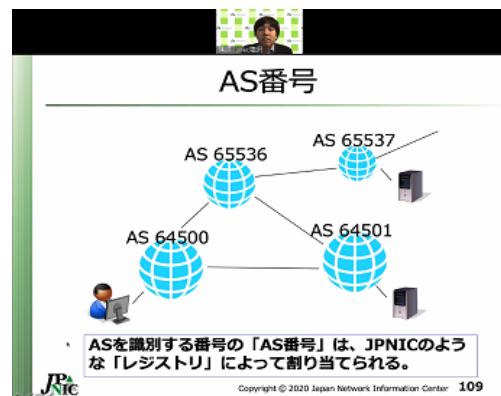 AS番号
AS 65537
AS 65536
AS 64501
AS 64500
ASを識別する番号の「AS番号」は、JPNICのよう
な「レジストリ」によって割り当てられる。
JPNIC
Copyright © 2020 Japan Network Information Center 109